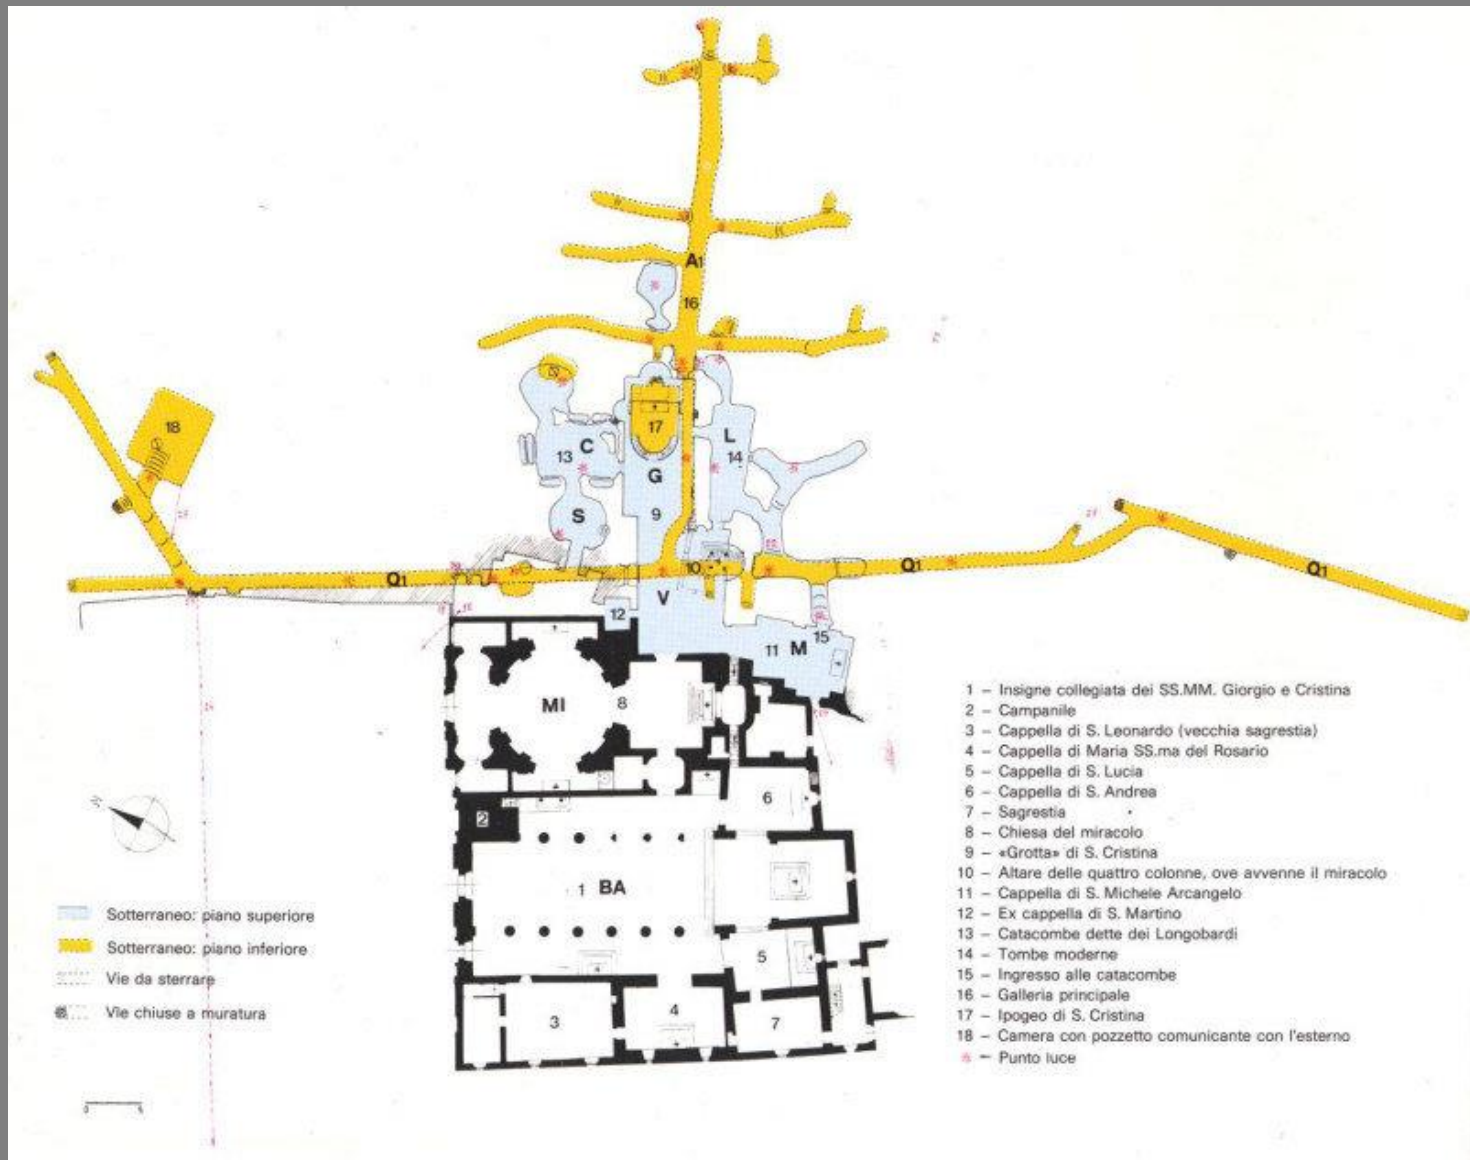 A1
16
18
17
C
13
L
14
G
9
S
Q1
10
Q1
Q1
V
12
15
11 M
MI
8
2
6
1 BA
5
3
4
7
Sotterraneo: piano superiore
Sotterraneo: piano inferiore
Vie da sterrare
Vie chiuse a muratura
0 5
1 – Insigne collegiata dei SS.MM. Giorgio e Cristina
2 – Campanile
3 – Cappella di S. Leonardo (vecchia sagrestia)
4 – Cappella di Maria SS.ma del Rosario
5 – Cappella di S. Lucia
6 – Cappella di S. Andrea
7 – Sagrestia
8 – Chiesa del miracolo
9 – «Grotta» di S. Cristina
10 – Altare delle quattro colonne, ove avvenne il miracolo
11 – Cappella di S. Michele Arcangelo
12 – Ex cappella di S. Martino
13 – Catacombe dette dei Longobardi
14 – Tombe moderne
15 – Ingresso alle catacombe
16 – Galleria principale
17 – Ipogeo di S. Cristina
18 – Camera con pozzetto comunicante con l'esterno
– Punto luce